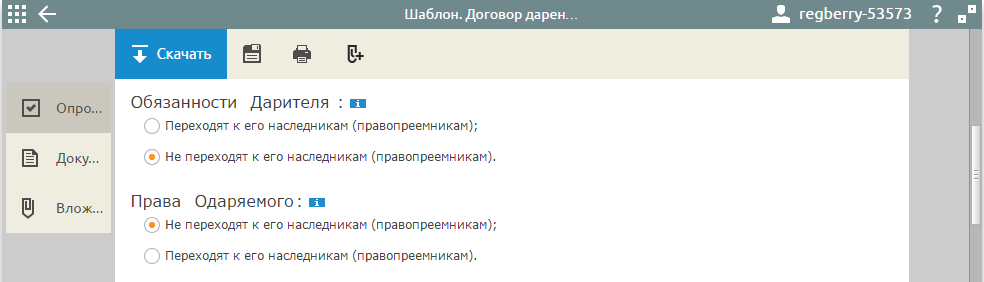 Шаблон. Договор дарен...
regberry-53573
?
Скачать
Опро...
Доку...
Влож...
Обязанности Дарителя :
Переходят к его наследникам (правопреемникам);
Не переходят к его наследникам (правопреемникам).
Права Одаряемого :
Не переходят к его наследникам (правопреемникам);
Переходят к его наследникам (правопреемникам).